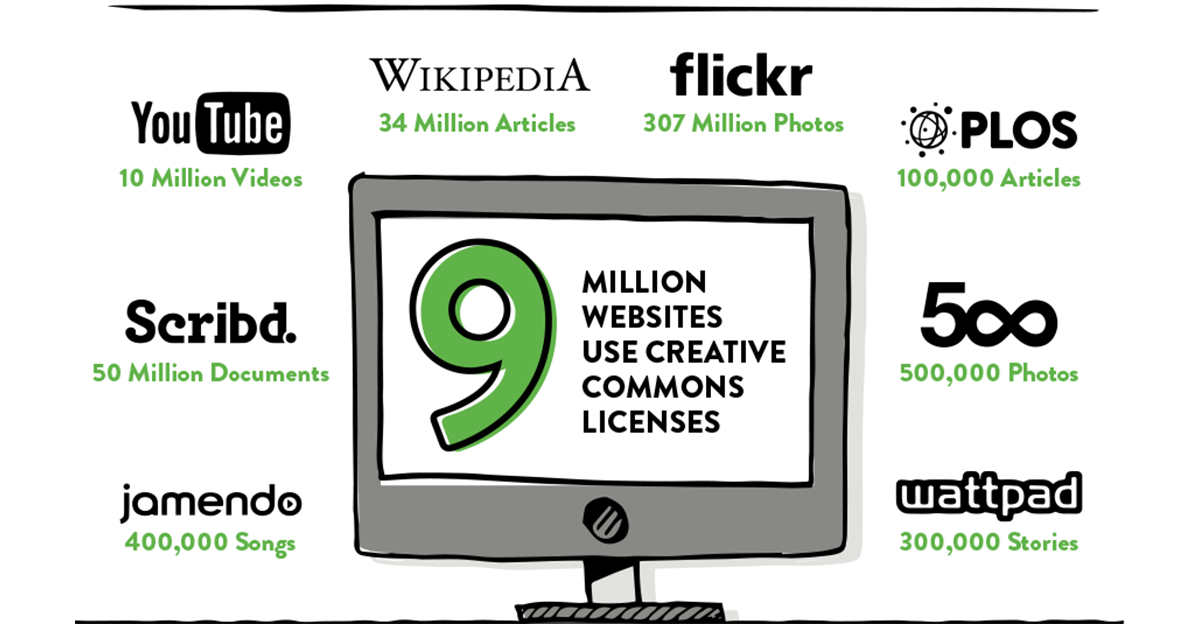 YouTube
10 Million Videos
WIKIPEDIA
34 Million Articles
flickr
307 Million Photos
PLOS
100,000 Articles
9
MILLION
WEBSITES
USE CREATIVE
COMMONS
LICENSES
Scribd.
50 Million Documents
500
500,000 Photos
jamendo
400,000 Songs
wattpad
300,000 Stories